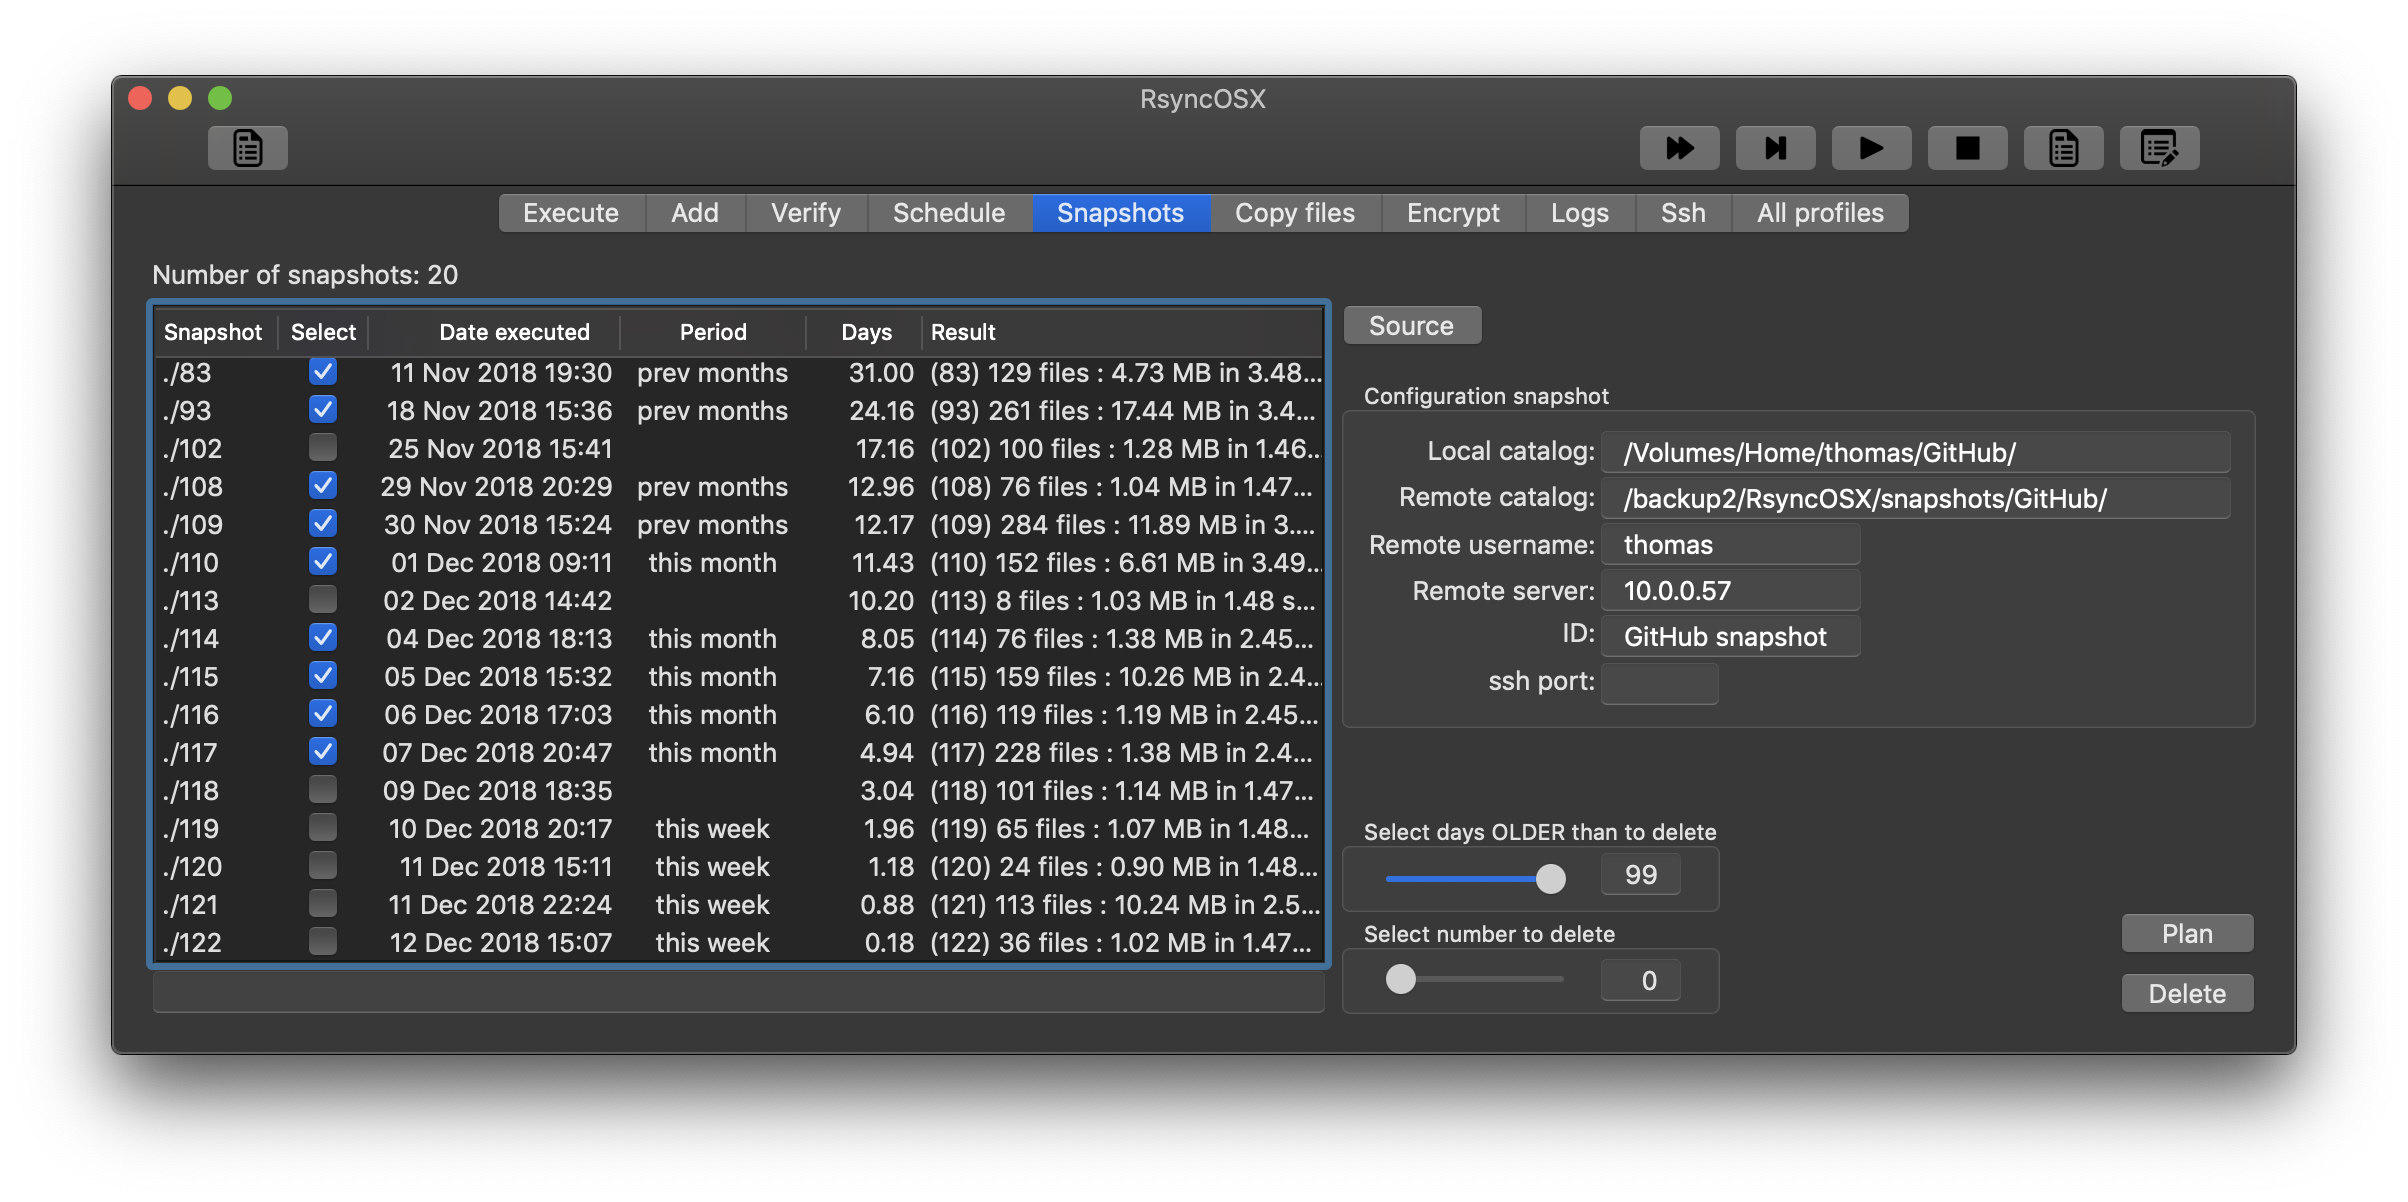 RsyncOSX
Execute Add Verify Schedule Snapshots Copy files Encrypt Logs Ssh All profiles
Number of snapshots: 20
Snapshot Select Date executed Period Days Result
./83 11 Nov 2018 19:30 prev months 31.00 (83) 129 files : 4.73 MB in 3.48...
./93 18 Nov 2018 15:36 prev months 24.16 (93) 261 files : 17.44 MB in 3.4...
./102 25 Nov 2018 15:41 17.16 (102) 100 files : 1.28 MB in 1.46...
./108 29 Nov 2018 20:29 prev months 12.96 (108) 76 files : 1.04 MB in 1.47...
./109 30 Nov 2018 15:24 prev months 12.17 (109) 284 files : 11.89 MB in 3....
./110 01 Dec 2018 09:11 this month 11.43 (110) 152 files : 6.61 MB in 3.49...
./113 02 Dec 2018 14:42 10.20 (113) 8 files : 1.03 MB in 1.48 s...
./114 04 Dec 2018 18:13 this month 8.05 (114) 76 files : 1.38 MB in 2.45...
./115 05 Dec 2018 15:32 this month 7.16 (115) 159 files : 10.26 MB in 2.4...
./116 06 Dec 2018 17:03 this month 6.10 (116) 119 files : 1.19 MB in 2.45...
./117 07 Dec 2018 20:47 this month 4.94 (117) 228 files : 1.38 MB in 2.4...
./118 09 Dec 2018 18:35 3.04 (118) 101 files : 1.14 MB in 1.47...
./119 10 Dec 2018 20:17 this week 1.96 (119) 65 files : 1.07 MB in 1.48...
./120 11 Dec 2018 15:11 this week 1.18 (120) 24 files : 0.90 MB in 1.48...
./121 11 Dec 2018 22:24 this week 0.88 (121) 113 files : 10.24 MB in 2.5...
./122 12 Dec 2018 15:07 this week 0.18 (122) 36 files : 1.02 MB in 1.47...
Source
Configuration snapshot
Local catalog: /Volumes/Home/thomas/GitHub/
Remote catalog: /backup2/RsyncOSX/snapshots/GitHub/
Remote username: thomas
Remote server: 10.0.0.57
ID: GitHub snapshot
ssh port:
Select days OLDER than to delete
99
Select number to delete
0
Plan
Delete